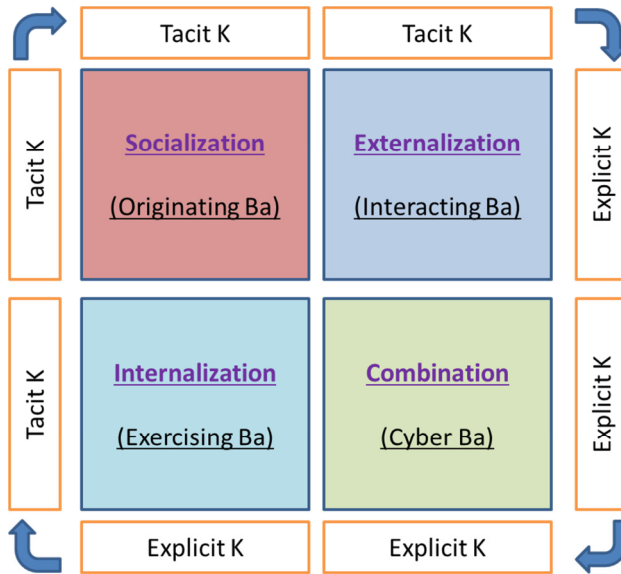 Tacit K
Tacit K
Tacit K
Socialization
(Originating Ba)
Externalization
(Interacting Ba)
Explicit K
Tacit K
Internalization
(Exercising Ba)
Combination
(Cyber Ba)
Explicit K
Explicit K
Explicit K